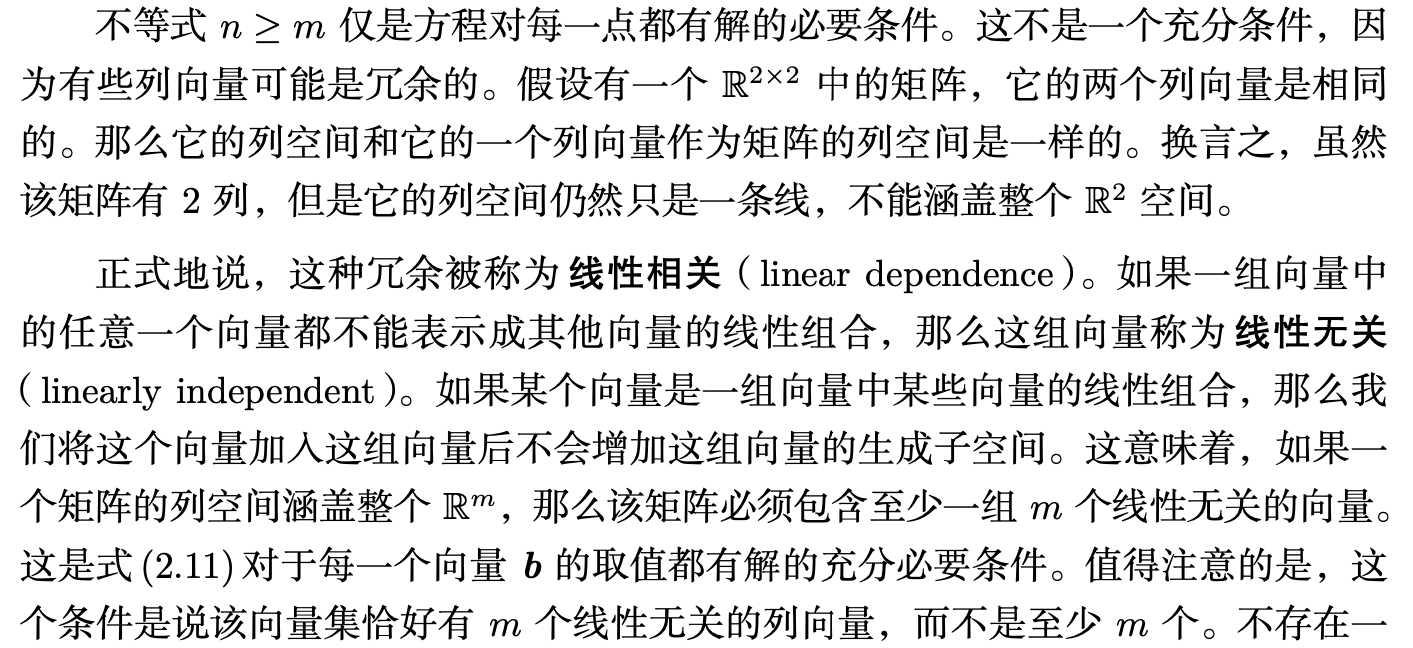 不等式 n ≥ m 仅是方程对每一点都有解的必要条件。这不是一个充分条件，因
为有些列向量可能是冗余的。假设有一个 ℝ²ˣ² 中的矩阵，它的两个列向量是相同
的。那么它的列空间和它的一个列向量作为矩阵的列空间是一样的。换言之，虽然
该矩阵有 2 列，但是它的列空间仍然只是一条线，不能涵盖整个 ℝ² 空间。
正式地说，这种冗余被称为 线性相关（linear dependence）。如果一组向量中
的任意一个向量都不能表示成其他向量的线性组合，那么这组向量称为 线性无关
（linearly independent）。如果某个向量是一组向量中某些向量的线性组合，那么我
们将这个向量加入这组向量后不会增加这组向量的生成子空间。这意味着，如果一
个矩阵的列空间涵盖整个 ℝᵐ，那么该矩阵必须包含至少一组 m 个线性无关的向量。
这是式 (2.11) 对于每一个向量 b 的取值都有解的充分必要条件。值得注意的是，这
个条件是说该向量集恰好有 m 个线性无关的列向量，而不是至少 m 个。不存在一